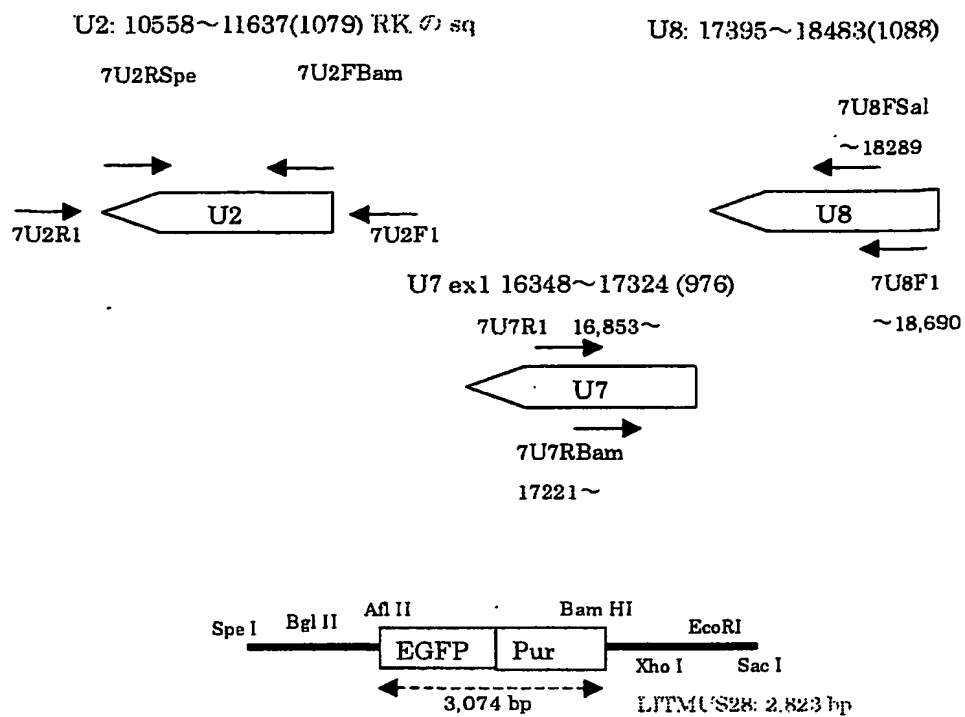 U2: 10558～11637(1079) RK の sq
U8: 17395～18483(1088)
7U2RSpe
7U2FBam
7U8FSal
～18289
U2
U8
7U2R1
7U2F1
7U8F1
～18,690
U7 ex1 16348～17324 (976)
7U7R1 16,853～
U7
7U7RBam
17221～
Spe I
Bgl II
Afl II
Bam HI
EcoRI
EGFP
Pur
Xho I
Sac I
3,074 bp
LITMUS28: 2,823 bp